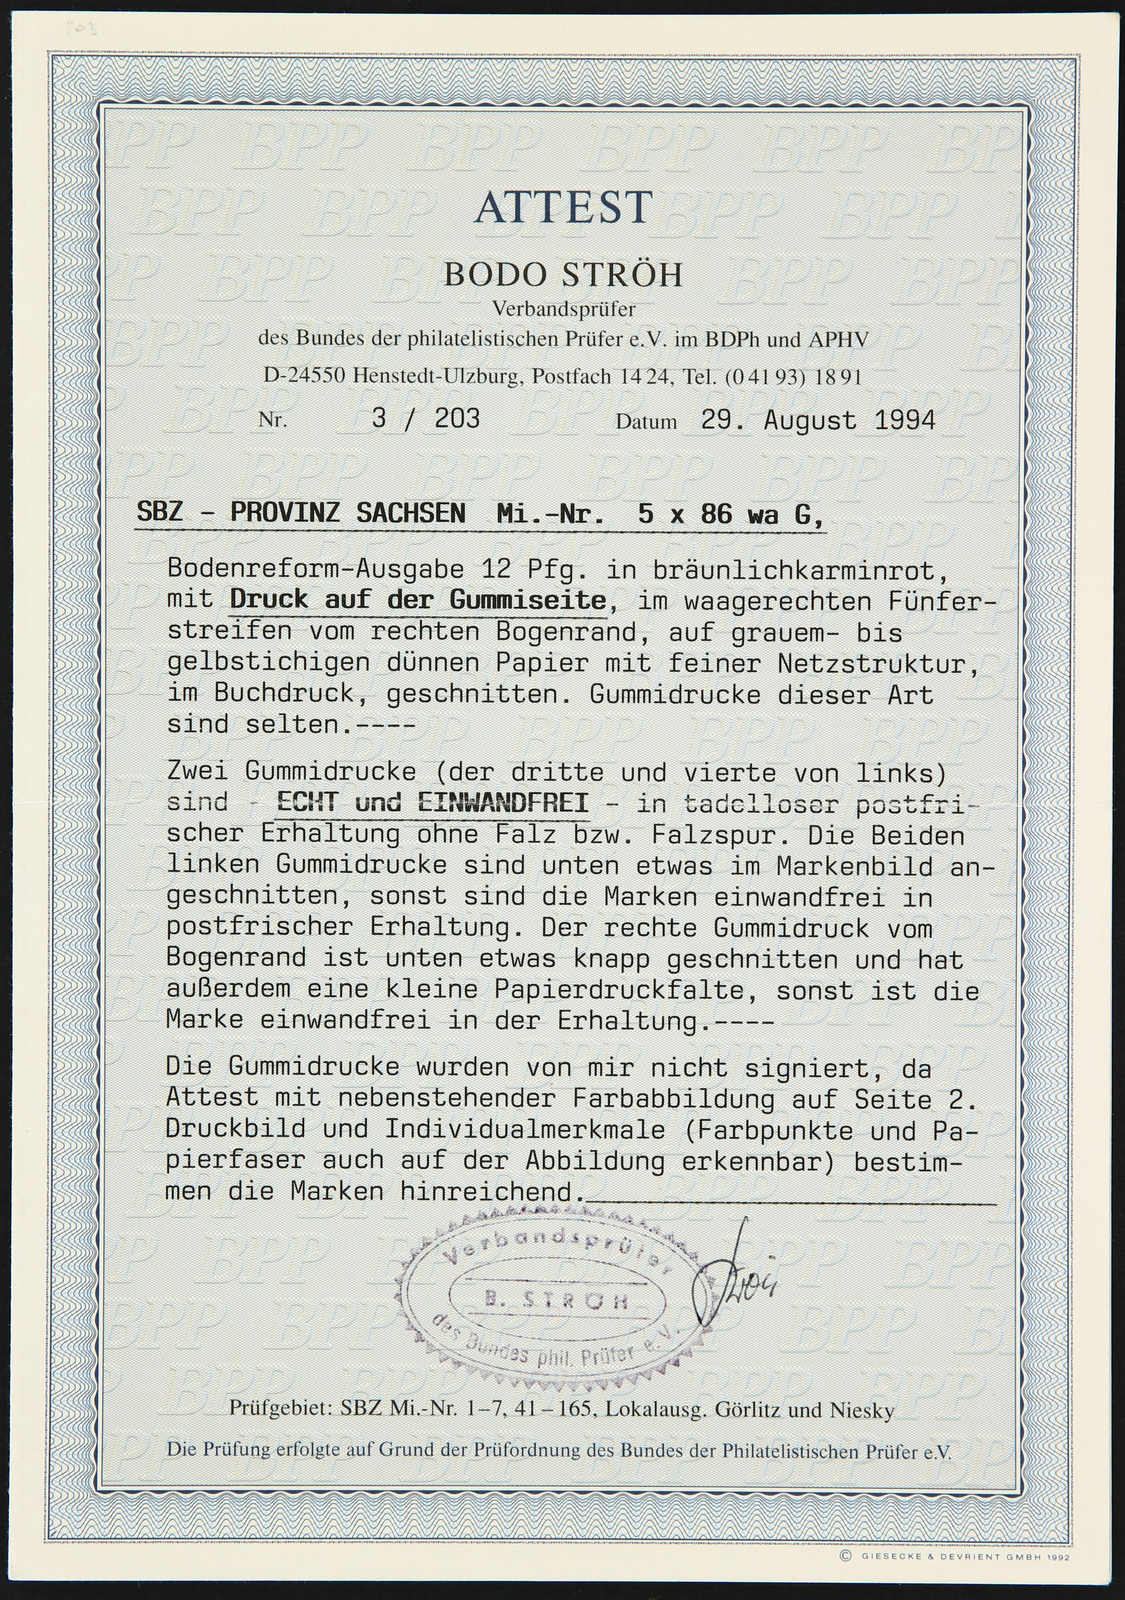 ATTEST
BODO STRÖH
Verbandsprüfer
des Bundes der philatelistischen Prüfer e.V. im BDPh und APHV
D-24550 Henstedt-Ulzburg, Postfach 14 24, Tel. (0 41 93) 18 91
Nr. 3 / 203 Datum 29. August 1994
SBZ - PROVINZ SACHSEN Mi.-Nr. 5 x 86 wa G,
Bodenreform-Ausgabe 12 Pfg. in bräunlichkarminrot,
mit Druck auf der Gummiseite, im waagerechten Fünfer-
streifen vom rechten Bogenrand, auf grauem- bis
gelbstichigen dünnen Papier mit feiner Netzstruktur,
im Buchdruck, geschnitten. Gummidrucke dieser Art
sind selten.----
Zwei Gummidrucke (der dritte und vierte von links)
sind - ECHT und EINWANDFREI - in tadelloser postfri-
scher Erhaltung ohne Falz bzw. Falzspur. Die Beiden
linken Gummidrucke sind unten etwas im Markenbild an-
geschnitten, sonst sind die Marken einwandfrei in
postfrischer Erhaltung. Der rechte Gummidruck vom
Bogenrand ist unten etwas knapp geschnitten und hat
außerdem eine kleine Papierdruckfalte, sonst ist die
Marke einwandfrei in der Erhaltung.----
Die Gummidrucke wurden von mir nicht signiert, da
Attest mit nebenstehender Farbabbildung auf Seite 2.
Druckbild und Individualmerkmale (Farbpunkte und Pa-
pierfaser auch auf der Abbildung erkennbar) bestim-
men die Marken hinreichend.
Verbandsprüfer
B. STRÖH
des Bundes phil. Prüfer e.V.
Ströh
Prüfgebiet: SBZ Mi.-Nr. 1–7, 41–165, Lokalausg. Görlitz und Niesky
Die Prüfung erfolgte auf Grund der Prüfordnung des Bundes der Philatelistischen Prüfer e.V.
© GIESECKE & DEVRIENT GMBH 1992